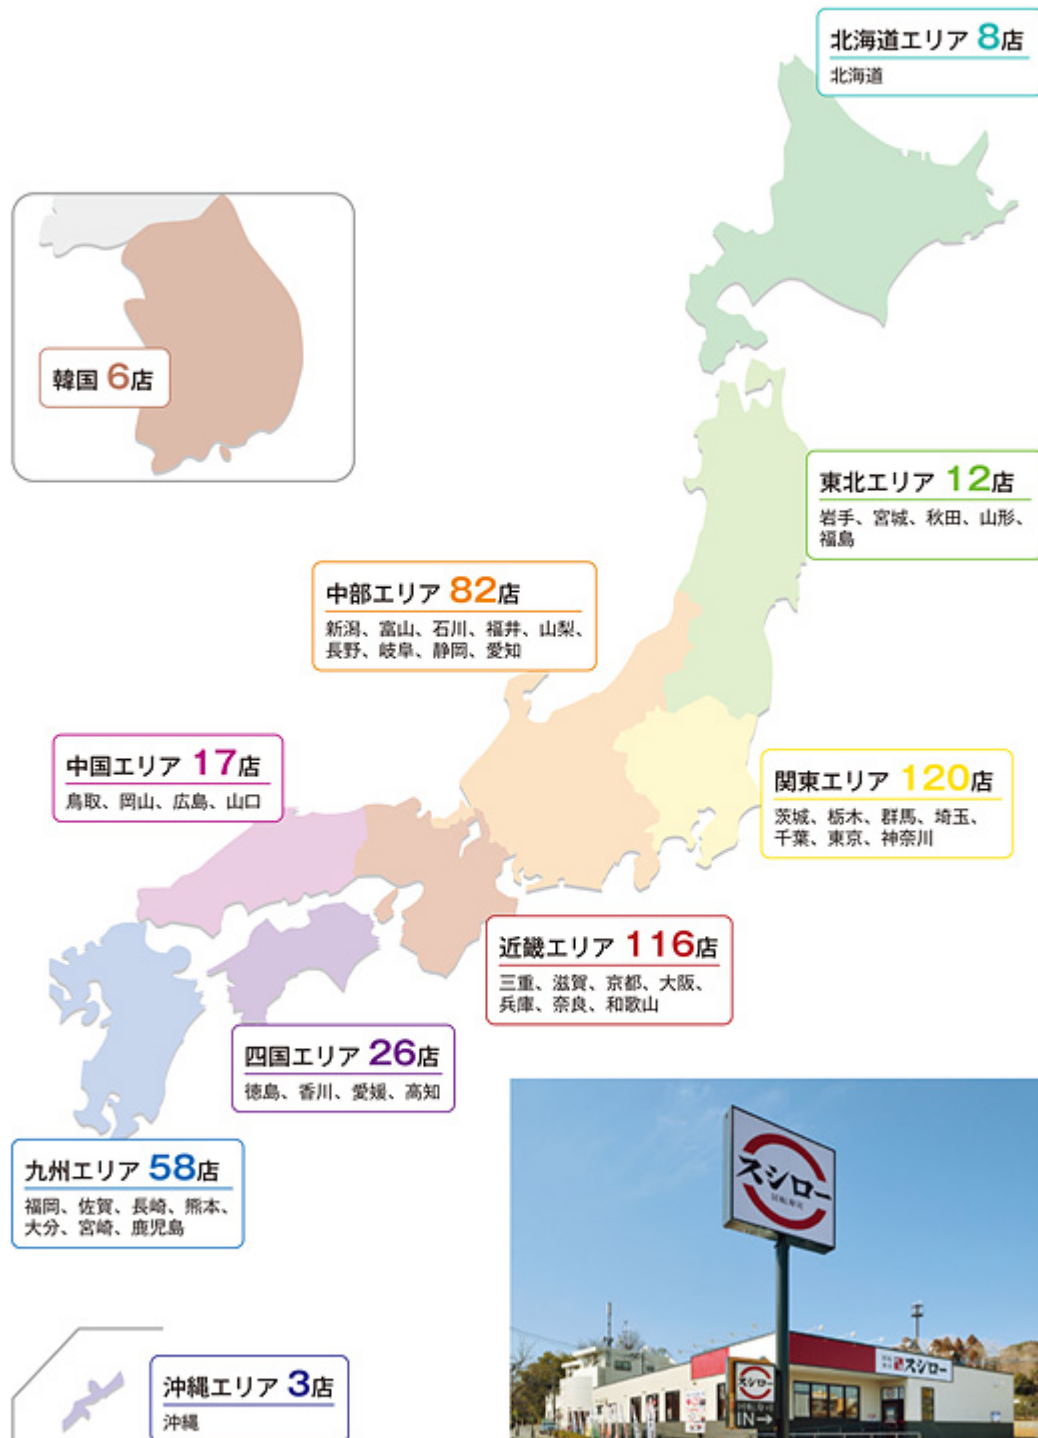 北海道エリア 8店
北海道
韓国 6店
東北エリア 12店
岩手、宮城、秋田、山形、
福島
中部エリア 82店
新潟、富山、石川、福井、山梨、
長野、岐阜、静岡、愛知
中国エリア 17店
鳥取、岡山、広島、山口
関東エリア 120店
茨城、栃木、群馬、埼玉、
千葉、東京、神奈川
近畿エリア 116店
三重、滋賀、京都、大阪、
兵庫、奈良、和歌山
四国エリア 26店
徳島、香川、愛媛、高知
九州エリア 58店
福岡、佐賀、長崎、熊本、
大分、宮崎、鹿児島
沖縄エリア 3店
沖縄
スシロー
回転寿司
スシロー
スシロー
回転寿司
IN→